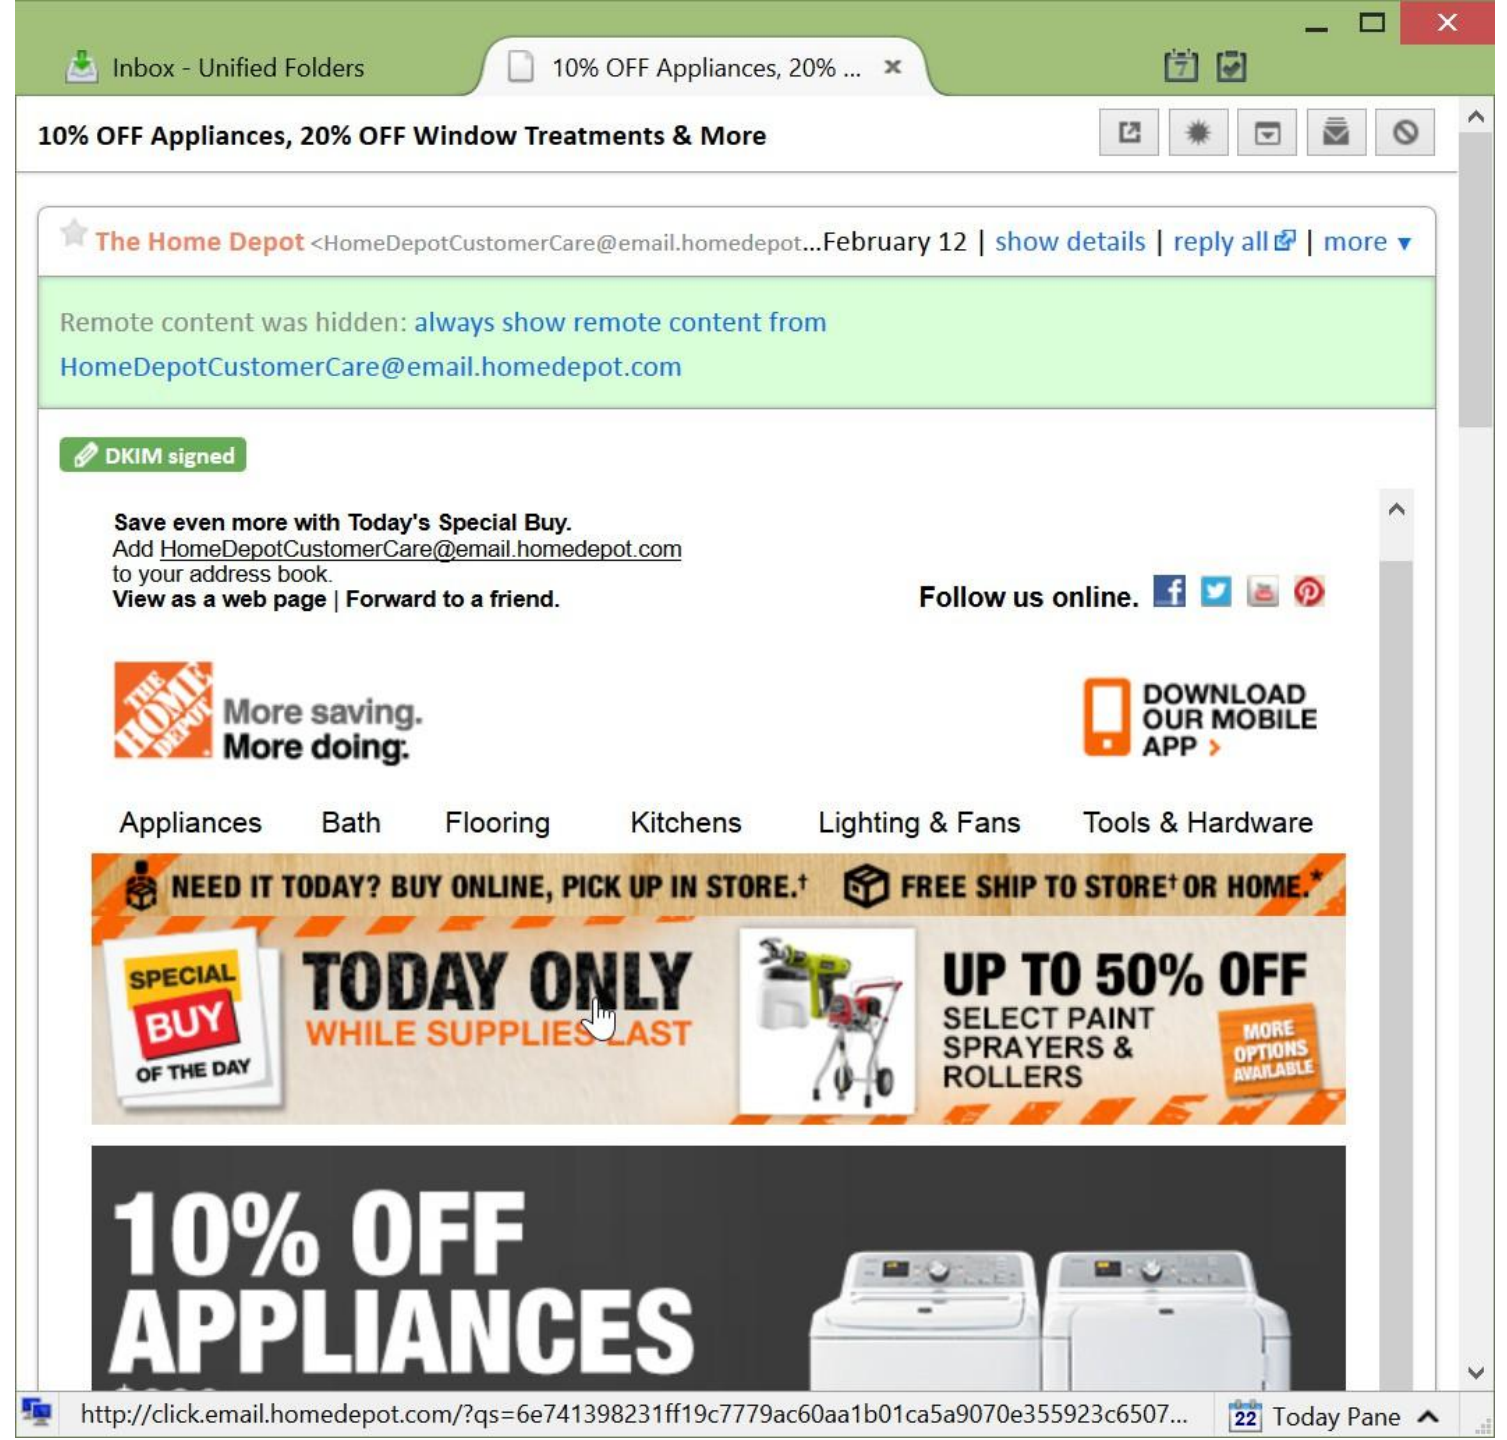 Inbox - Unified Folders
10% OFF Appliances, 20% ...
7
10% OFF Appliances, 20% OFF Window Treatments & More
The Home Depot <HomeDepotCustomerCare@email.homedepot...February 12 | show details | reply all | more
Remote content was hidden: always show remote content from
HomeDepotCustomerCare@email.homedepot.com
DKIM signed
Save even more with Today's Special Buy.
Add HomeDepotCustomerCare@email.homedepot.com
to your address book.
View as a web page | Forward to a friend.
Follow us online.
THE HOME DEPOT
More saving.
More doing.
DOWNLOAD
OUR MOBILE
APP >
Appliances Bath Flooring Kitchens Lighting & Fans Tools & Hardware
NEED IT TODAY? BUY ONLINE, PICK UP IN STORE.† FREE SHIP TO STORE† OR HOME.*
SPECIAL
BUY
OF THE DAY
TODAY ONLY
WHILE SUPPLIES LAST
UP TO 50% OFF
SELECT PAINT
SPRAYERS &
ROLLERS
MORE
OPTIONS
AVAILABLE
10% OFF
APPLIANCES
http://click.email.homedepot.com/?qs=6e741398231ff19c7779ac60aa1b01ca5a9070e355923c6507...
22 Today Pane